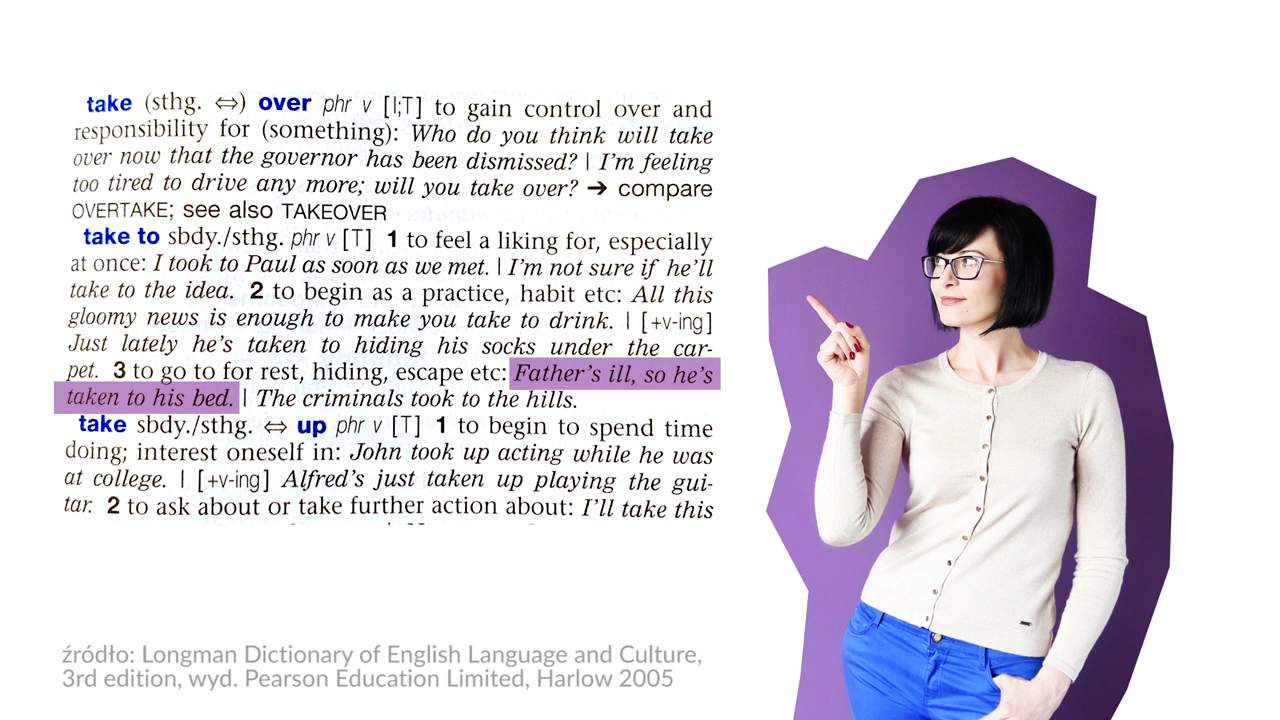 take (sthg. ⇔) over phr v [I;T] to gain control over and
responsibility for (something): Who do you think will take
over now that the governor has been dismissed? | I'm feeling
too tired to drive any more; will you take over? ➔ compare
OVERTAKE; see also TAKEOVER
take to sbdy./sthg. phr v [T] 1 to feel a liking for, especially
at once: I took to Paul as soon as we met. | I'm not sure if he'll
take to the idea. 2 to begin as a practice, habit etc: All this
gloomy news is enough to make you take to drink. | [+v-ing]
Just lately he's taken to hiding his socks under the car-
pet. 3 to go to for rest, hiding, escape etc: Father's ill, so he's
taken to his bed. | The criminals took to the hills.
take sbdy./sthg. ⇔ up phr v [T] 1 to begin to spend time
doing; interest oneself in: John took up acting while he was
at college. | [+v-ing] Alfred's just taken up playing the gui-
tar. 2 to ask about or take further action about: I'll take this
źródło: Longman Dictionary of English Language and Culture,
3rd edition, wyd. Pearson Education Limited, Harlow 2005